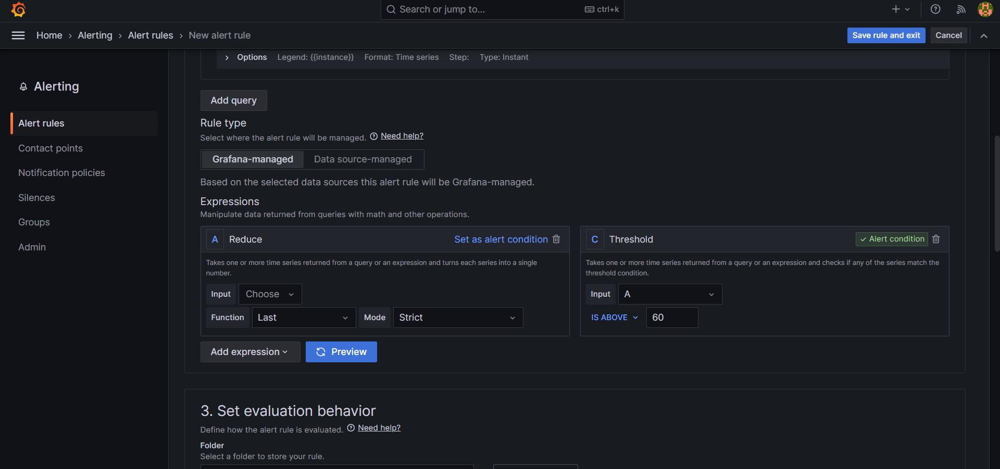 Search or jump to...
ctrl+k
Home › Alerting › Alert rules › New alert rule
Save rule and exit
Cancel
Options Legend: {{instance}} Format: Time series Step: Type: Instant
Alerting
Alert rules
Contact points
Notification policies
Silences
Groups
Admin
Add query
Rule type
Select where the alert rule will be managed. Need help?
Grafana-managed Data source-managed
Based on the selected data sources this alert rule will be Grafana-managed.
Expressions
Manipulate data returned from queries with math and other operations.
A Reduce Set as alert condition
Takes one or more time series returned from a query or an expression and turns each series into a single
number.
Input Choose
Function Last Mode Strict
C Threshold Alert condition
Takes one or more time series returned from a query or an expression and checks if any of the series match the
threshold condition.
Input A
IS ABOVE 60
Add expression
Preview
3. Set evaluation behavior
Define how the alert rule is evaluated. Need help?
Folder
Select a folder to store your rule.